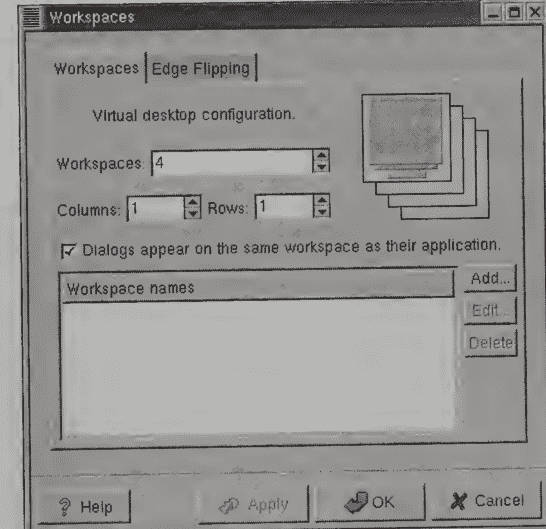 Workspaces
Workspaces Edge Flipping
Virtual desktop configuration.
Workspaces: 4
Columns: 1 Rows: 1
Dialogs appear on the same workspace as their application.
Workspace names
Add...
Edit...
Delete
? Help Apply OK Cancel